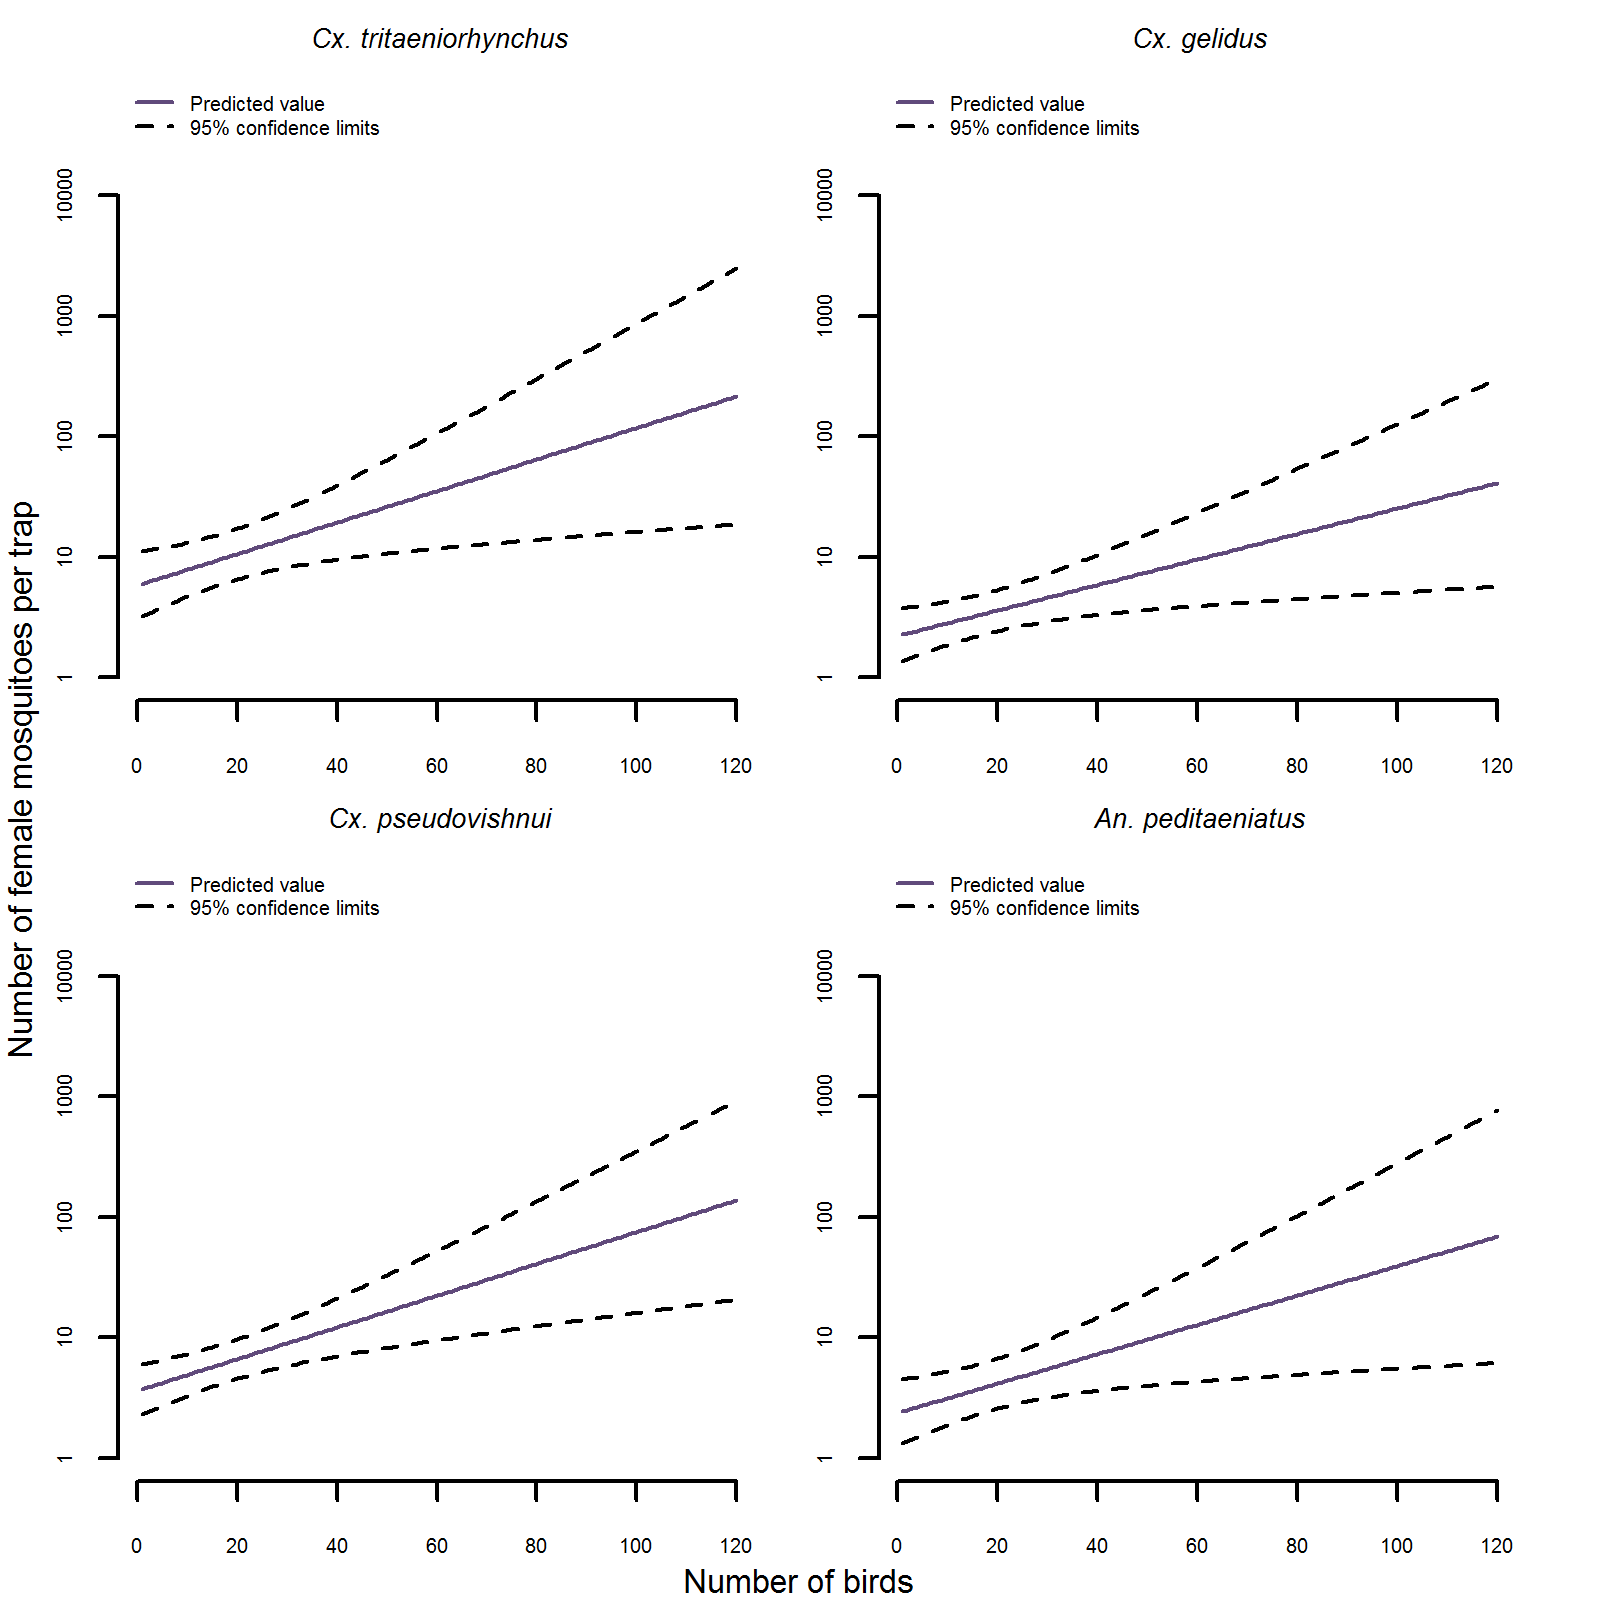 Cx. tritaeniorhynchus
Predicted value
95% confidence limits
10000
1000
100
10
1
0 20 40 60 80 100 120
Cx. gelidus
Predicted value
95% confidence limits
10000
1000
100
10
1
0 20 40 60 80 100 120
Number of female mosquitoes per trap
Cx. pseudovishnui
Predicted value
95% confidence limits
10000
1000
100
10
1
0 20 40 60 80 100 120
An. peditaeniatus
Predicted value
95% confidence limits
10000
1000
100
10
1
0 20 40 60 80 100 120
Number of birds